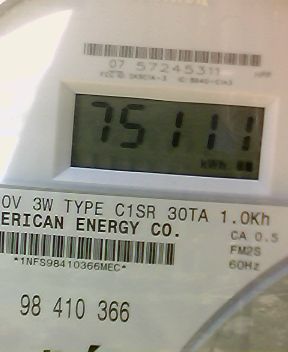 07 57245311
75111
kWh
0V 3W TYPE C1SR 30TA 1.0Kh
ERICAN ENERGY CO.
CA 0.5
FM2S
*1NFS98410366MEC*
60Hz
98 410 366